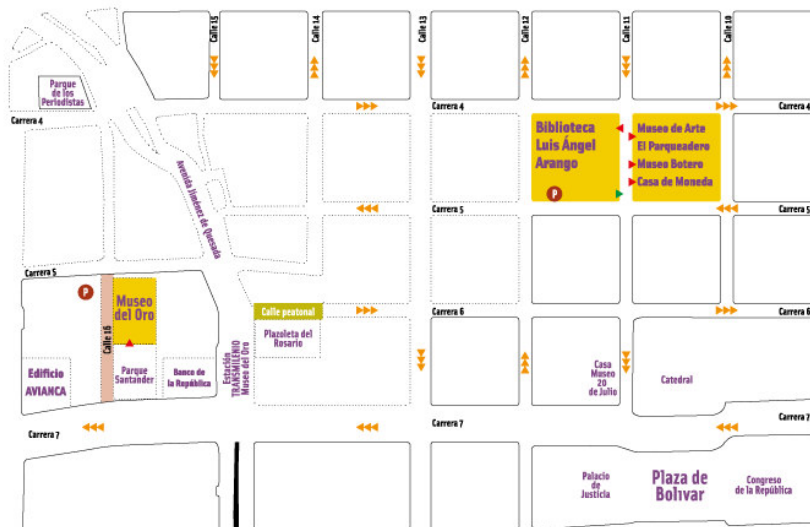 Calle 15
Calle 14
Calle 13
Calle 12
Calle 11
Calle 10
Parque
de los
Periodistas
Carrera 4
Carrera 4
Carrera 4
Biblioteca
Luis Ángel
Arango
P
Museo de Arte
El Parqueadero
Museo Botero
Casa de Moneda
Avenida Jiménez de Quesada
Carrera 5
Carrera 5
Carrera 5
P
Museo
del Oro
Calle 16
Calle peatonal
Carrera 6
Carrera 6
Plazoleta del
Rosario
Estación
TRANSMILENIO
Museo del Oro
Edificio
AVIANCA
Parque
Santander
Banco de
la República
Casa
Museo
20
de Julio
Catedral
Carrera 7
Carrera 7
Carrera 7
Palacio
de
Justicia
Plaza de
Bolívar
Congreso
de la República